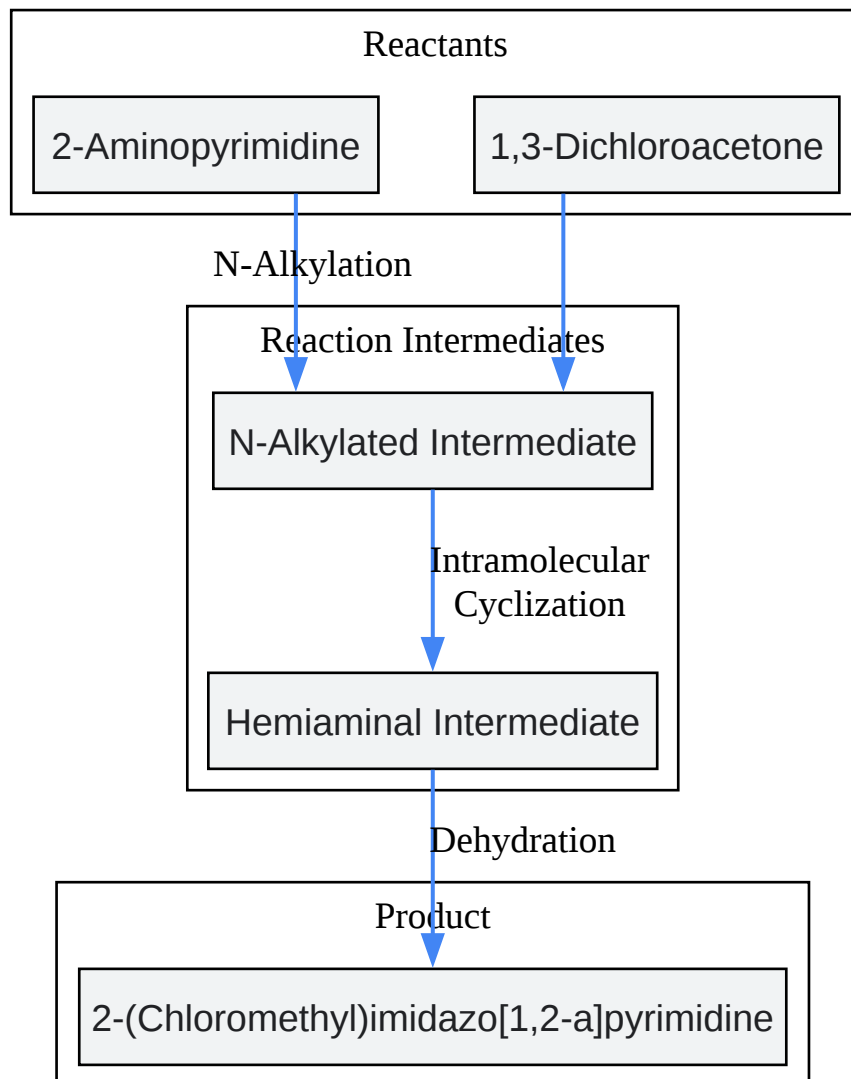 Reactants
2-Aminopyrimidine
1,3-Dichloroacetone
N-Alkylation
Reaction Intermediates
N-Alkylated Intermediate
Intramolecular
Cyclization
Hemiaminal Intermediate
Dehydration
Product
2-(Chloromethyl)imidazo[1,2-a]pyrimidine